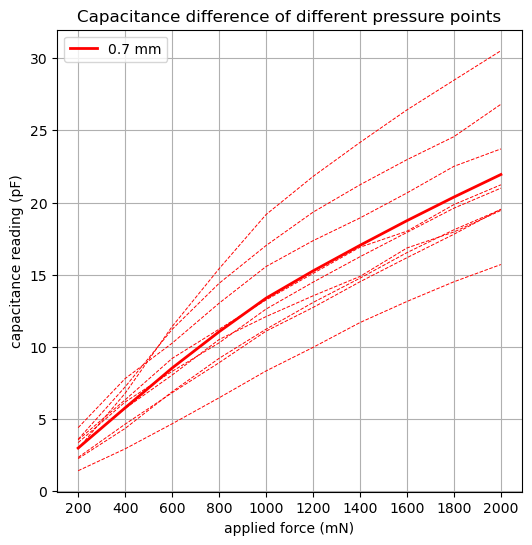 Capacitance difference of different pressure points
0.7 mm
capacitance reading (pF)
30
25
20
15
10
5
0
200 400 600 800 1000 1200 1400 1600 1800 2000
applied force (mN)